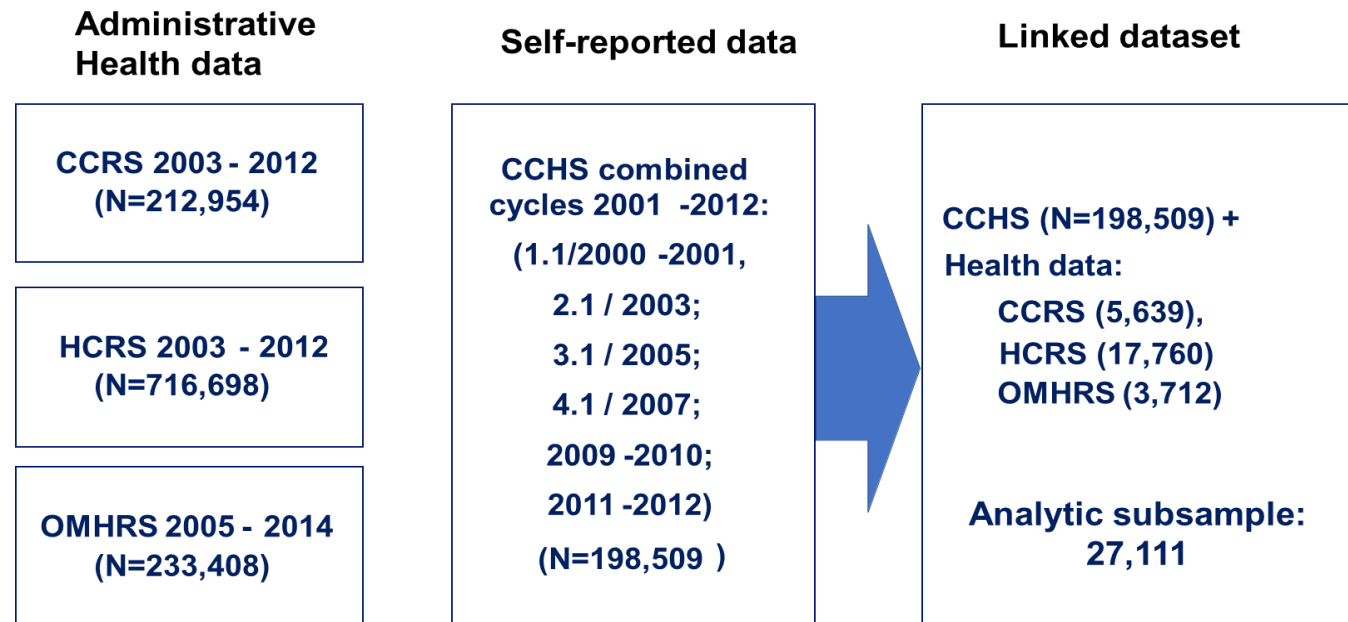 Administrative
Health data
CCRS 2003 - 2012
(N=212,954)
HCRS 2003 - 2012
(N=716,698)
OMHRS 2005 - 2014
(N=233,408)
Self-reported data
CCHS combined
cycles 2001 -2012:
(1.1/2000 -2001,
2.1 / 2003;
3.1 / 2005;
4.1 / 2007;
2009 -2010;
2011 -2012)
(N=198,509 )
Linked dataset
CCHS (N=198,509) +
Health data:
CCRS (5,639),
HCRS (17,760)
OMHRS (3,712)
Analytic subsample:
27,111